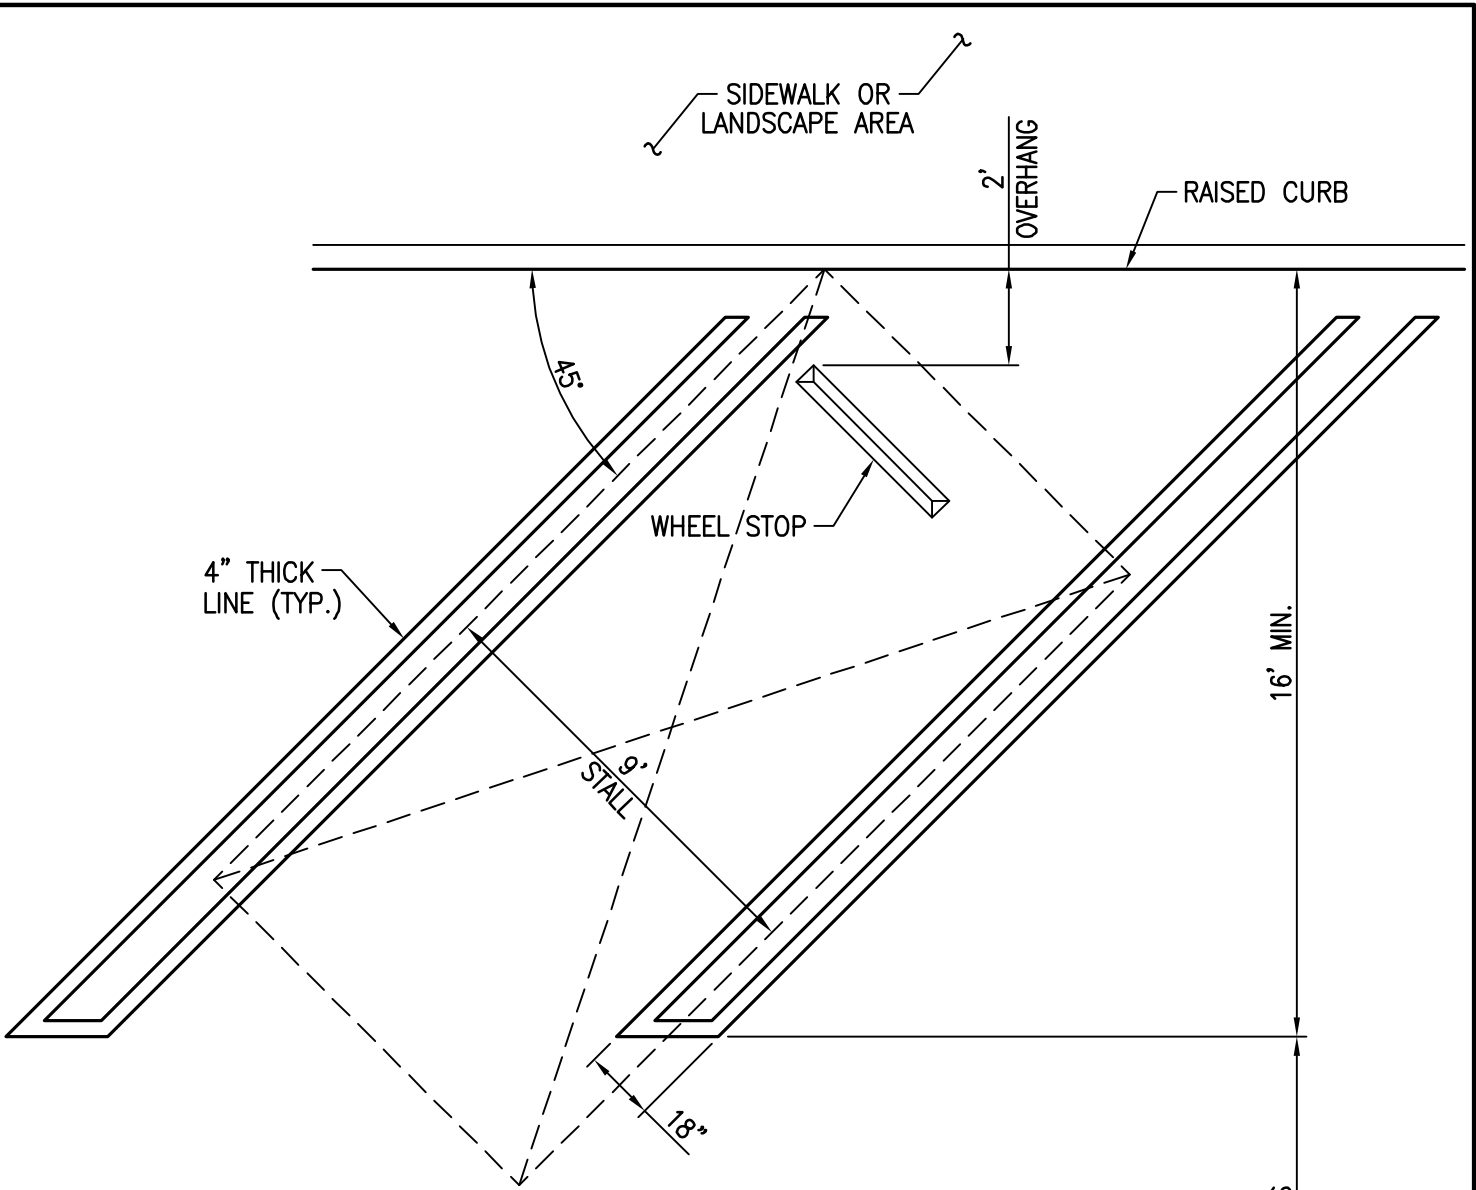 SIDEWALK OR
LANDSCAPE AREA
2'
OVERHANG
RAISED CURB
45°
WHEEL STOP
4" THICK
LINE (TYP.)
16' MIN.
9'
STALL
18"